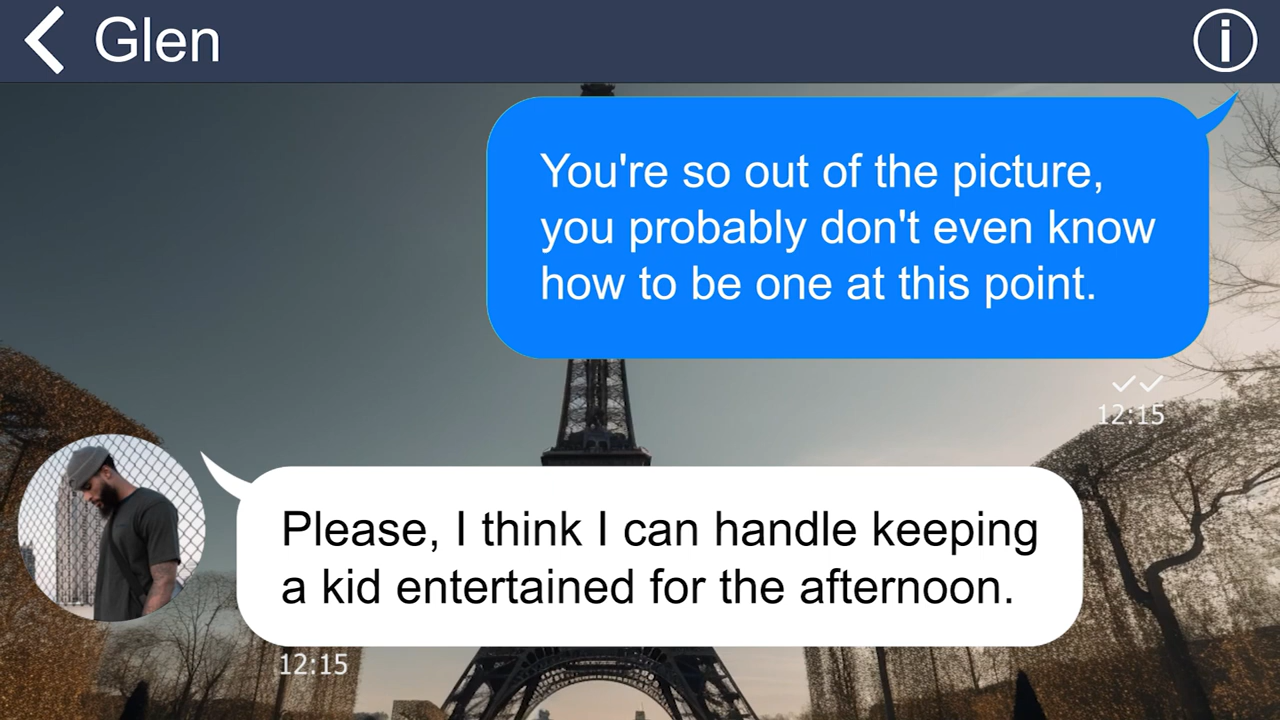 Glen
You're so out of the picture,
you probably don't even know
how to be one at this point.
12:15
Please, I think I can handle keeping
a kid entertained for the afternoon.
12:15